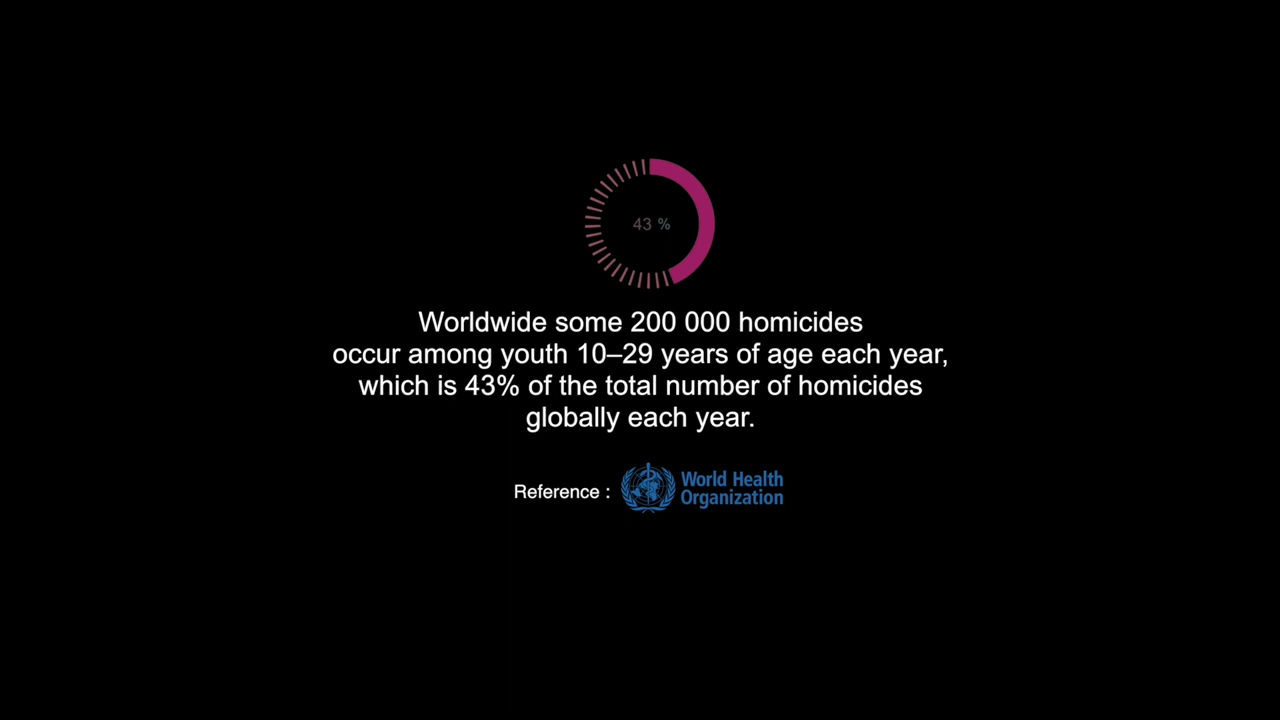 43 %
Worldwide some 200 000 homicides
occur among youth 10–29 years of age each year,
which is 43% of the total number of homicides
globally each year.
Reference :
World Health
Organization